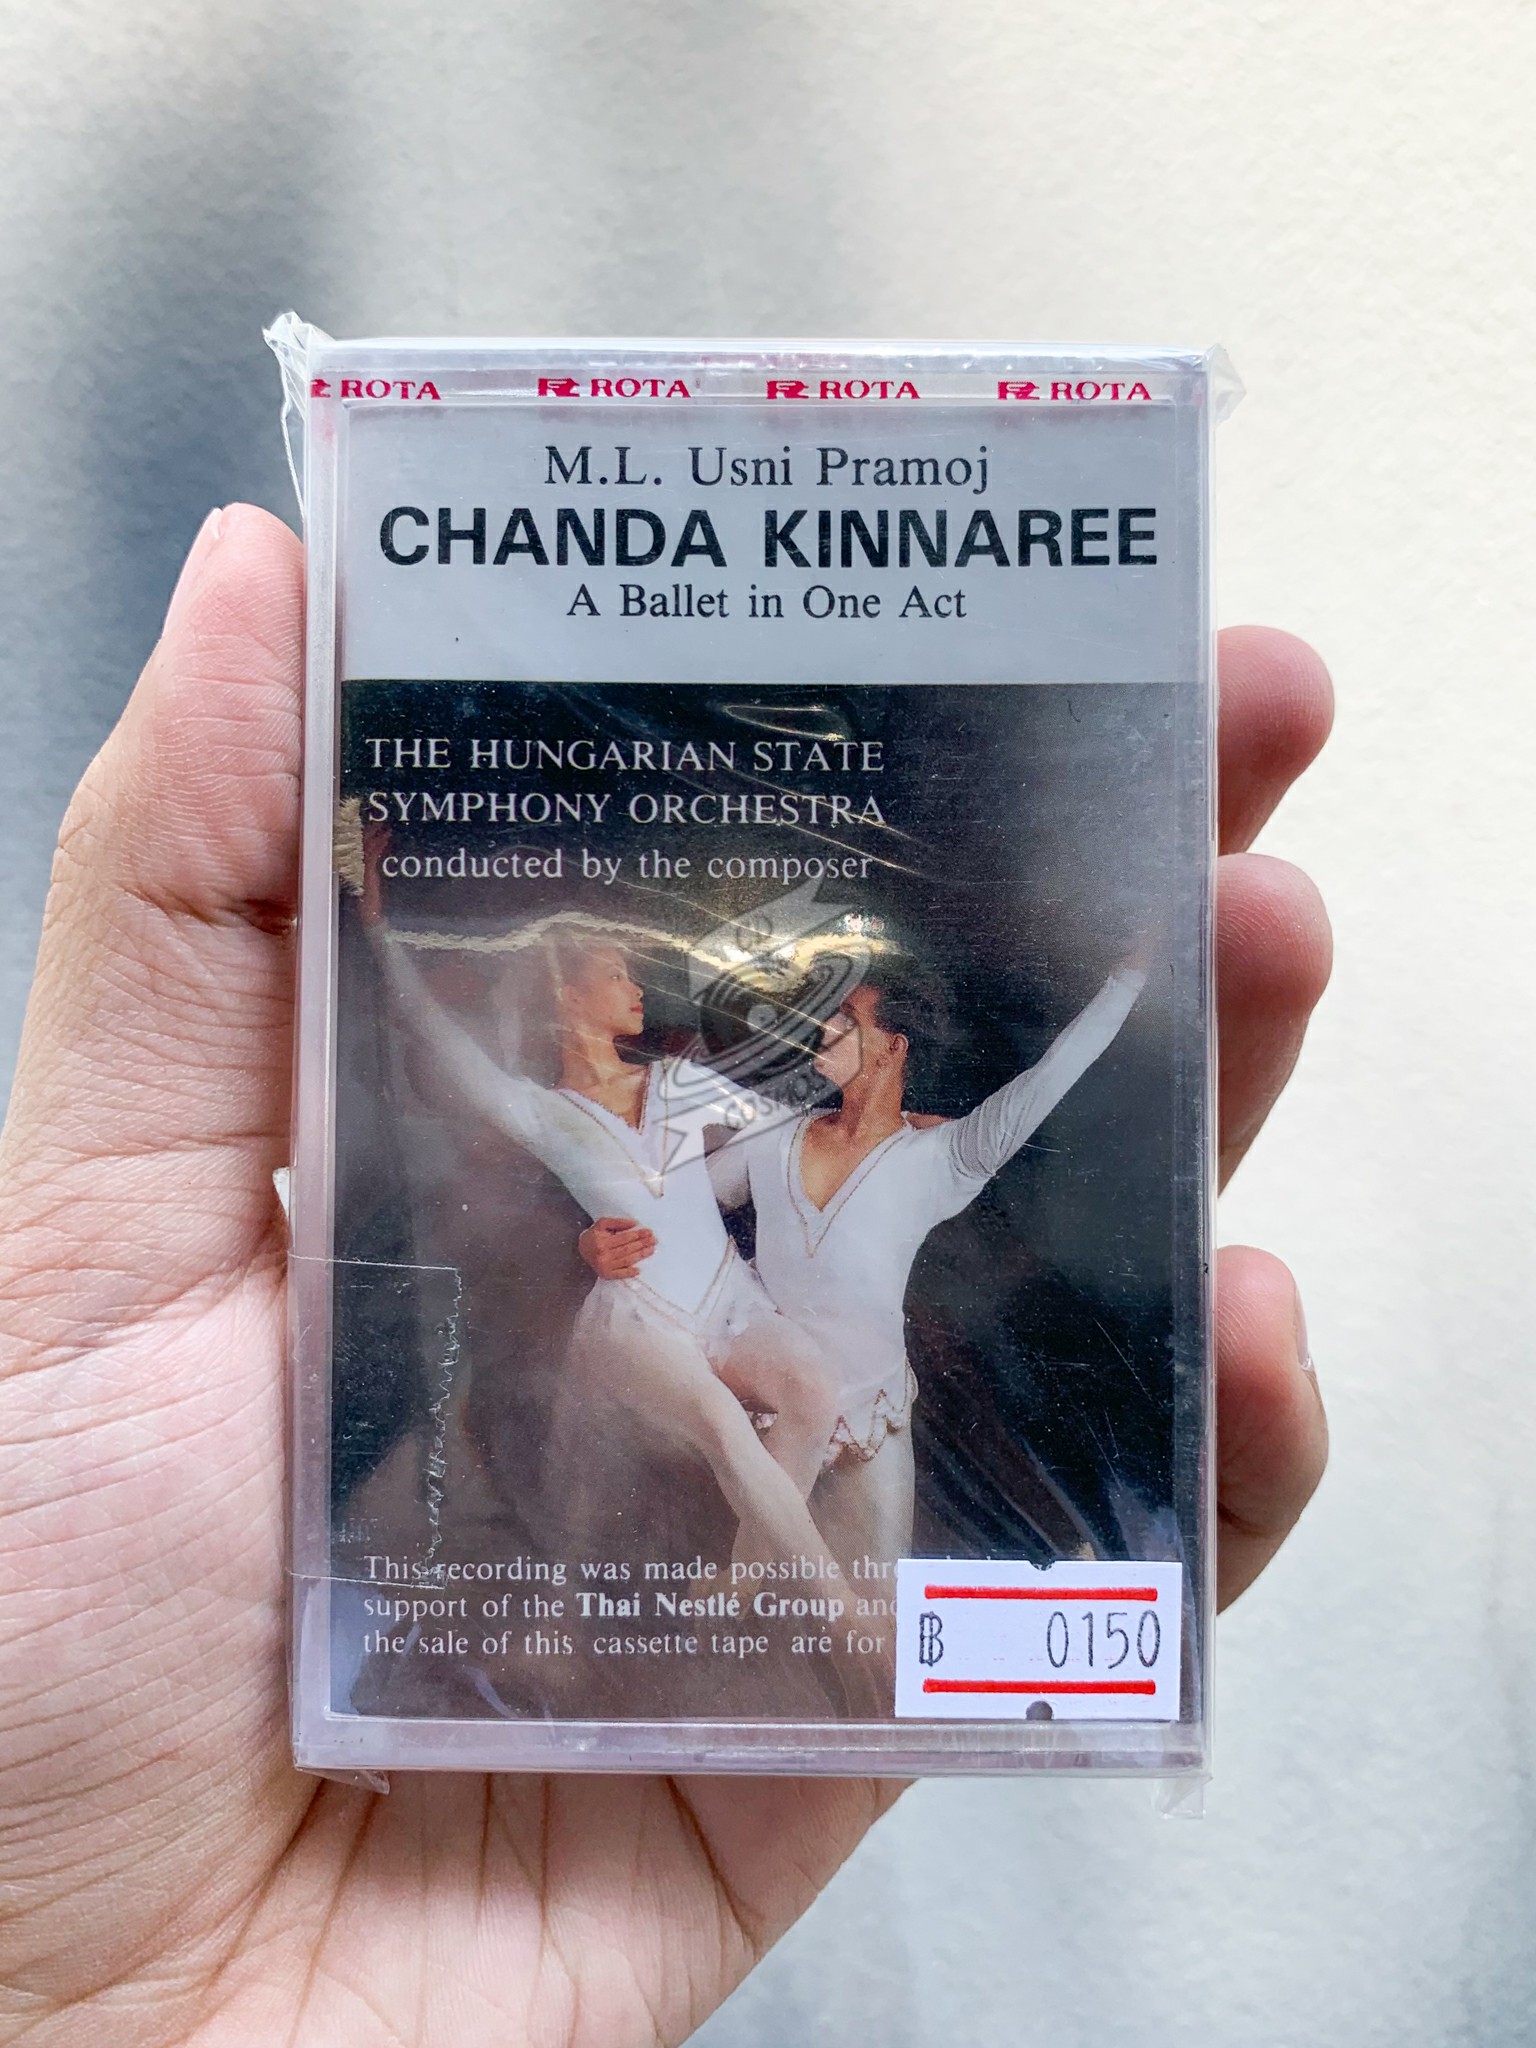 ROTA ROTA ROTA ROTA
M.L. Usni Pramoj
CHANDA KINNAREE
A Ballet in One Act
THE HUNGARIAN STATE
SYMPHONY ORCHESTRA
conducted by the composer
CD
COSMOS
This recording was made possible
support of the Thai Nestlé Group
the sale of this cassette tape are for
฿ 0150